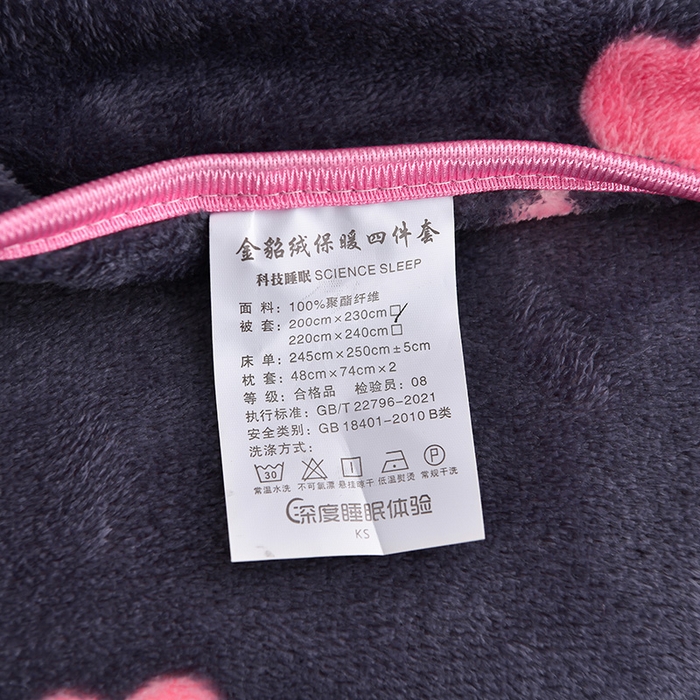 金貂绒保暖四件套
科技睡眠 SCIENCE SLEEP
面料：100%聚酯纤维
被套：200cm×230cm☑
220cm×240cm☐
床单：245cm×250cm±5cm
枕套：48cm×74cm×2
等级：合格品 检验员：08
执行标准：GB/T 22796-2021
安全类别：GB 18401-2010 B类
洗涤方式：
30 P
常温水洗 不可氯漂 悬挂晾干 低温熨烫 常规干洗
深度睡眠体验
KS